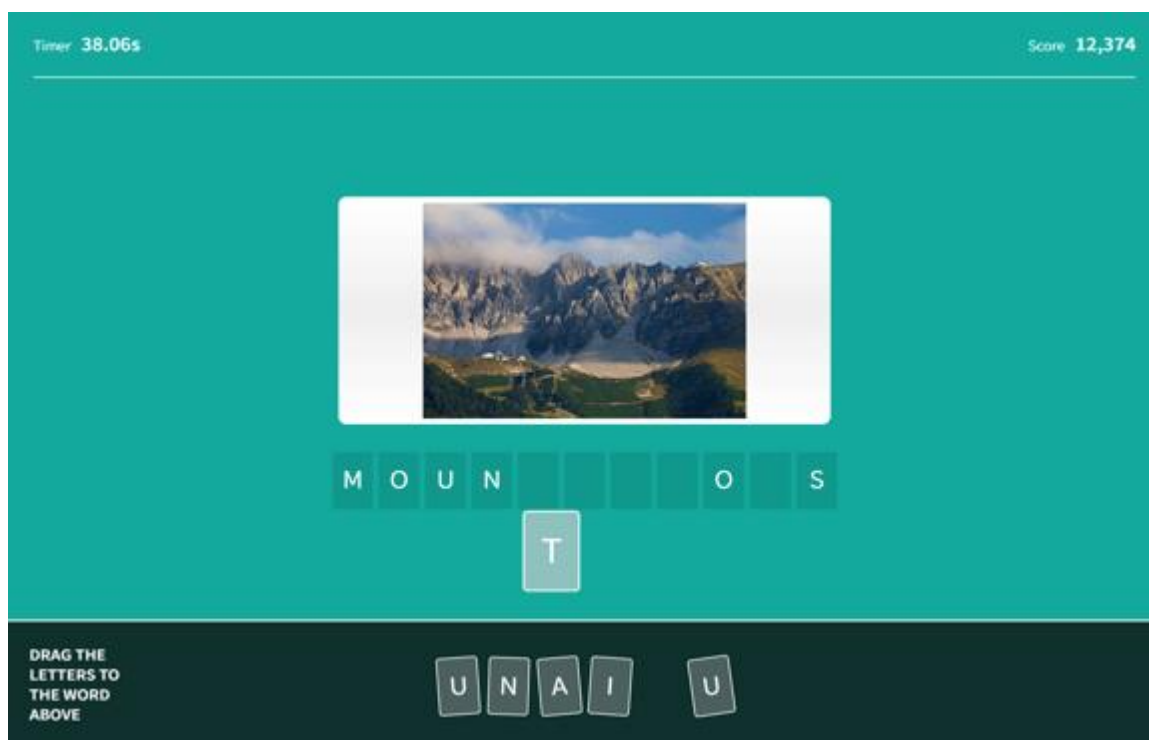 Timer 38.06s
Score 12,374
M O U N O S
T
DRAG THE
LETTERS TO
THE WORD
ABOVE
U N A I U